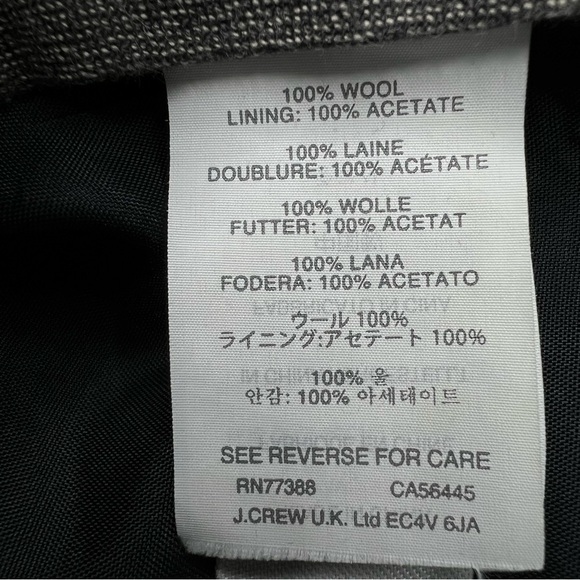 100% WOOL
LINING: 100% ACETATE
100% LAINE
DOUBLURE: 100% ACÉTATE
100% WOLLE
FUTTER: 100% ACETAT
100% LANA
FODERA: 100% ACETATO
ウール 100%
ライニング:アセテート 100%
100% 울
안감: 100% 아세테이트
SEE REVERSE FOR CARE
RN77388 CA56445
J.CREW U.K. Ltd EC4V 6JA